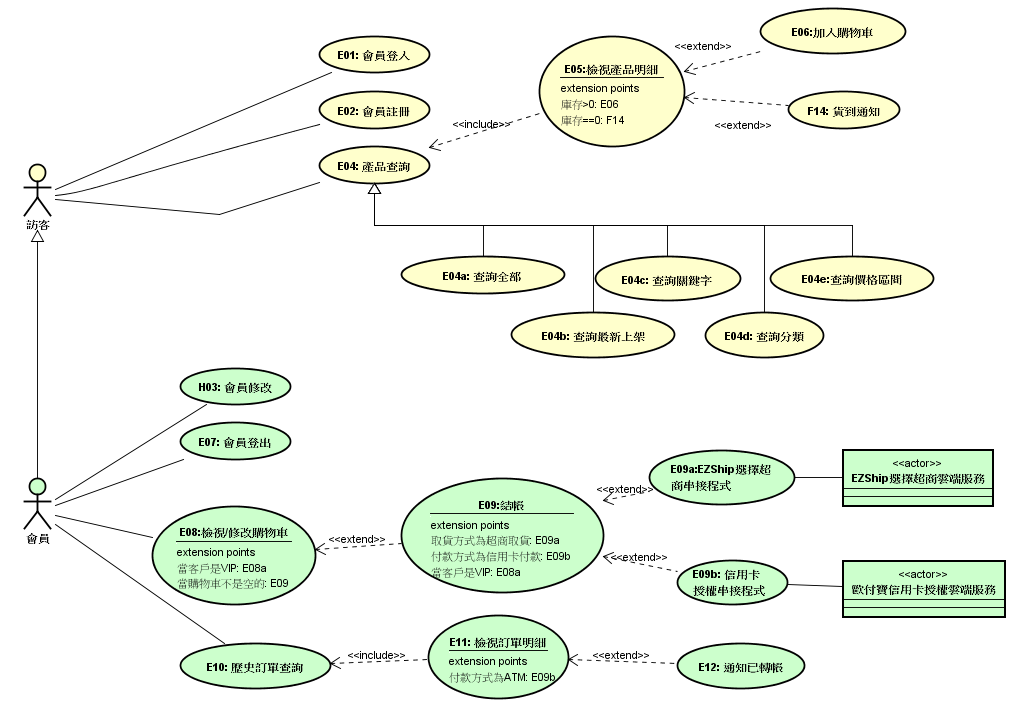 E01: 會員登入
E02: 會員註冊
E04: 產品查詢
訪客
<<include>>
E05:檢視產品明細
extension points
庫存>0: E06
庫存==0: F14
<<extend>>
E06:加入購物車
F14: 貨到通知
<<extend>>
E04a: 查詢全部
E04c: 查詢關鍵字
E04e:查詢價格區間
E04b: 查詢最新上架
E04d: 查詢分類
H03: 會員修改
E07: 會員登出
會員
E08:檢視/修改購物車
extension points
當客戶是VIP: E08a
當購物車不是空的: E09
<<extend>>
E09:結帳
extension points
取貨方式為超商取貨: E09a
付款方式為信用卡付款: E09b
當客戶是VIP: E08a
<<extend>>
E09a:EZShip選擇超
商串接程式
<<actor>>
EZShip選擇超商雲端服務
<<extend>>
E09b: 信用卡
授權串接程式
<<actor>>
歐付寶信用卡授權雲端服務
E10: 歷史訂單查詢
<<include>>
E11: 檢視訂單明細
extension points
付款方式為ATM: E09b
<<extend>>
E12: 通知已轉帳